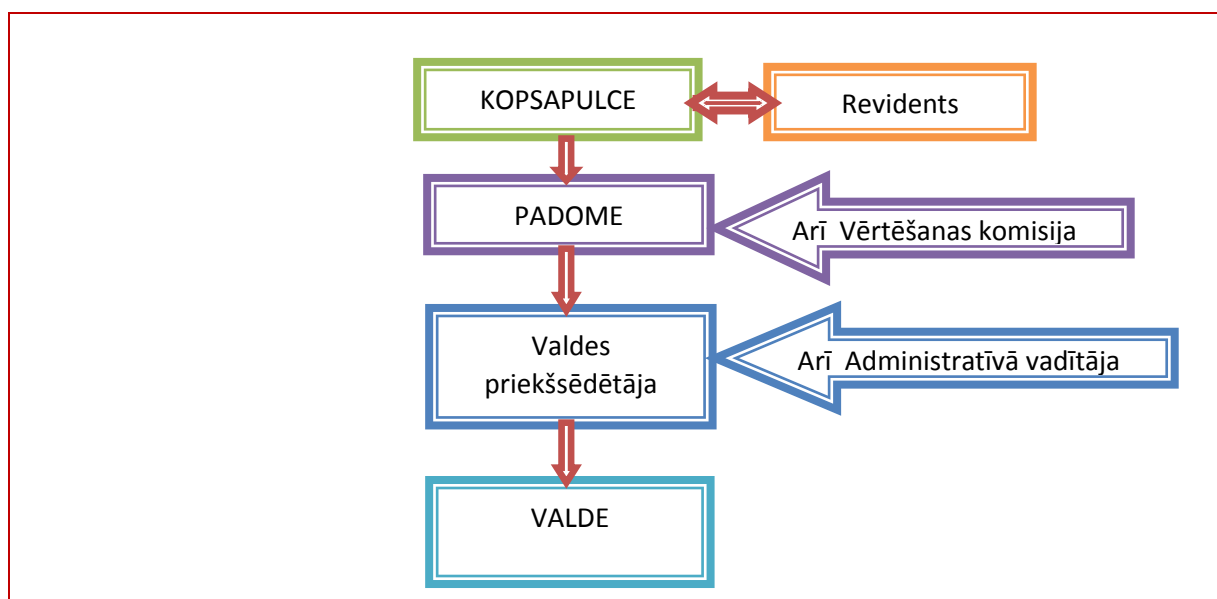 KOPSAPULCE
Revidents
PADOME
Arī  Vērtēšanas komisija
Valdes
priekšsēdētāja
Arī  Administratīvā vadītāja
VALDE